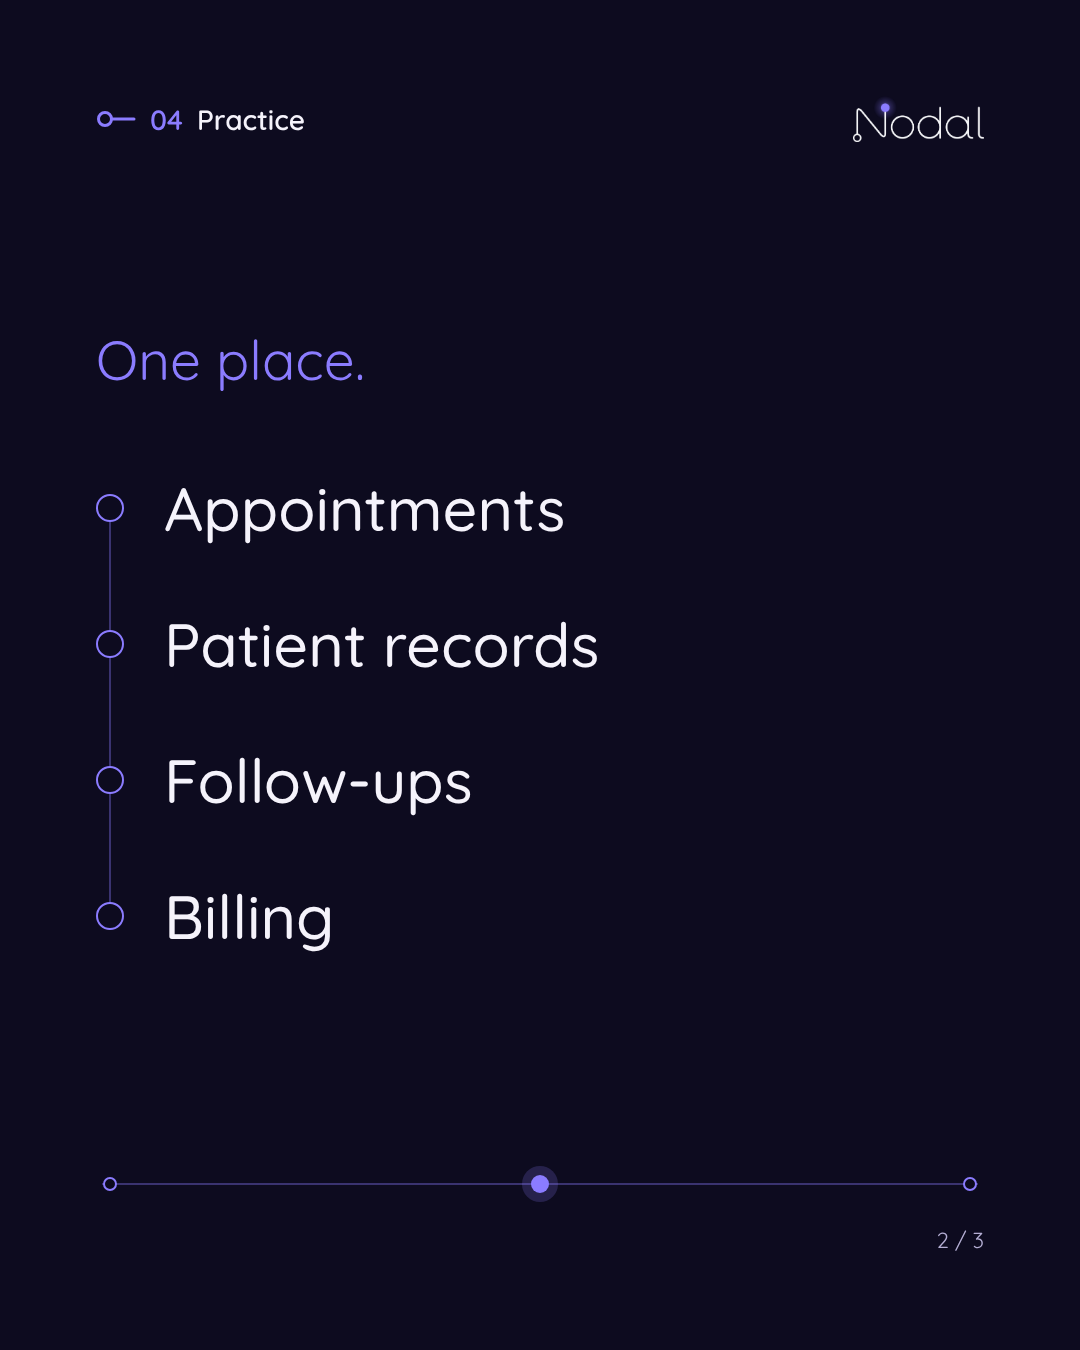 04 Practice
Nodal
One place.
Appointments
Patient records
Follow-ups
Billing
2 / 3